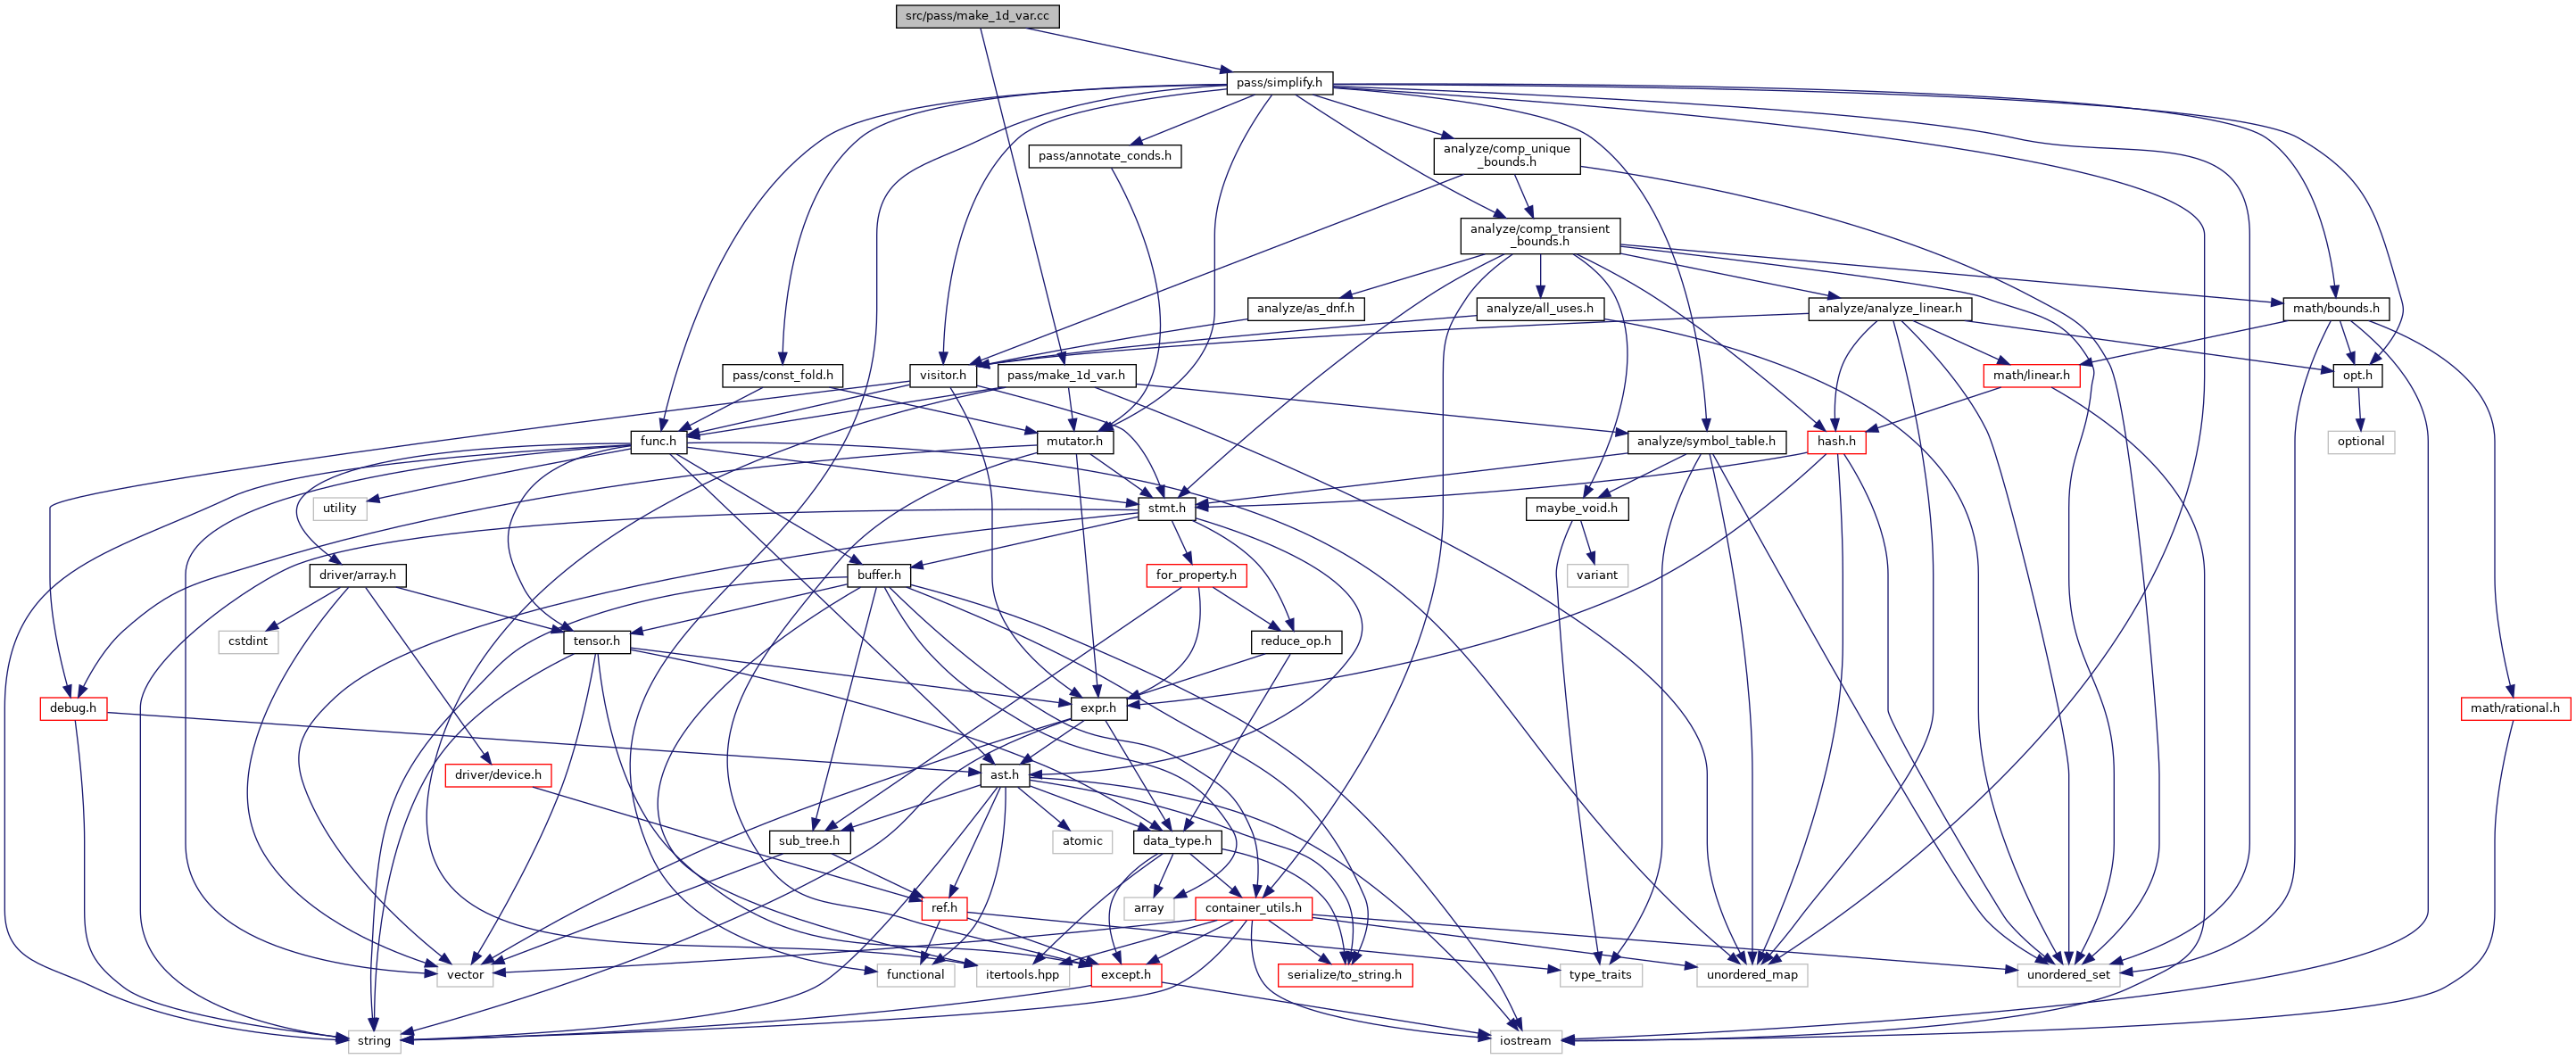 src/pass/make_1d_var.cc
pass/simplify.h
pass/annotate_conds.h
analyze/comp_unique
_bounds.h
analyze/comp_transient
_bounds.h
analyze/as_dnf.h
analyze/all_uses.h
analyze/analyze_linear.h
math/bounds.h
pass/const_fold.h
visitor.h
pass/make_1d_var.h
math/linear.h
opt.h
func.h
mutator.h
analyze/symbol_table.h
hash.h
optional
utility
stmt.h
maybe_void.h
driver/array.h
buffer.h
for_property.h
variant
cstdint
tensor.h
reduce_op.h
debug.h
expr.h
math/rational.h
driver/device.h
ast.h
sub_tree.h
atomic
data_type.h
ref.h
array
container_utils.h
vector
functional
itertools.hpp
except.h
serialize/to_string.h
type_traits
unordered_map
unordered_set
string
iostream